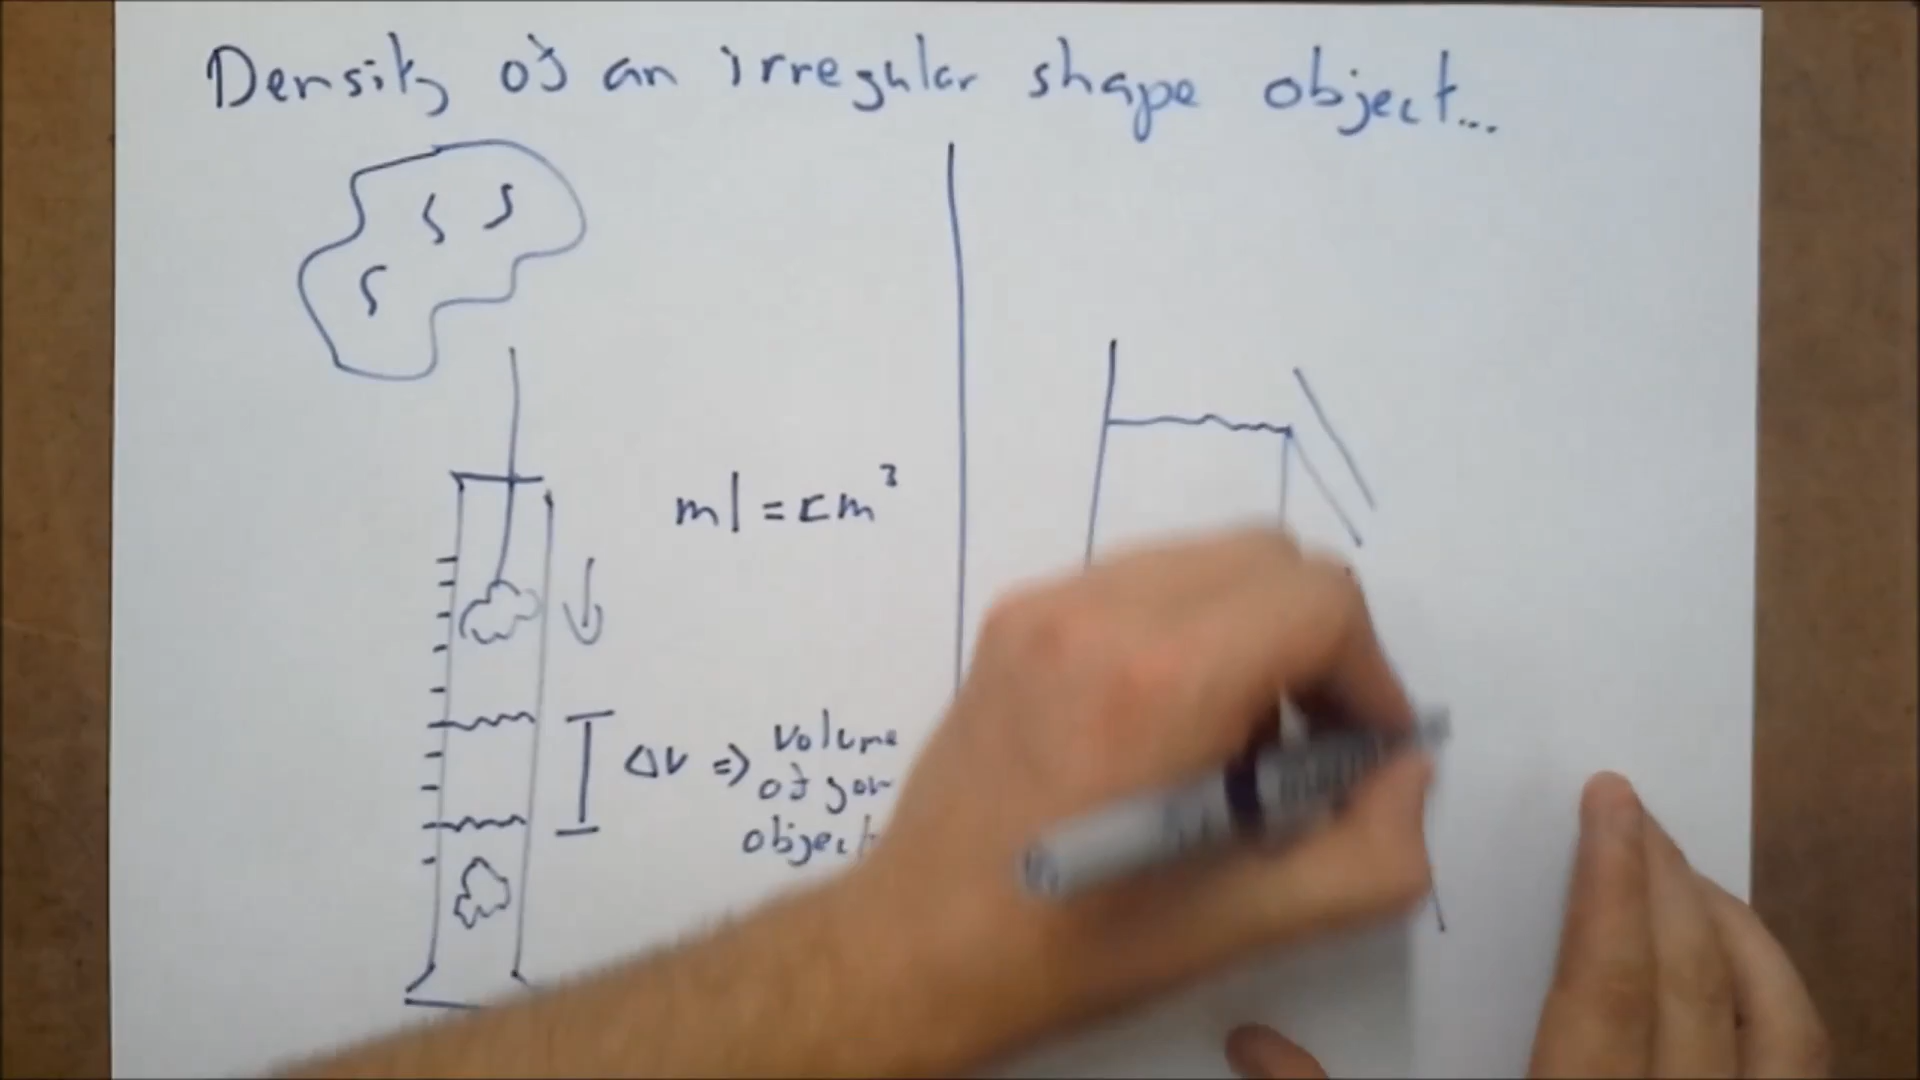 Density of an irregular shape object...
ml = cm³
ΔV => volume
of your
object